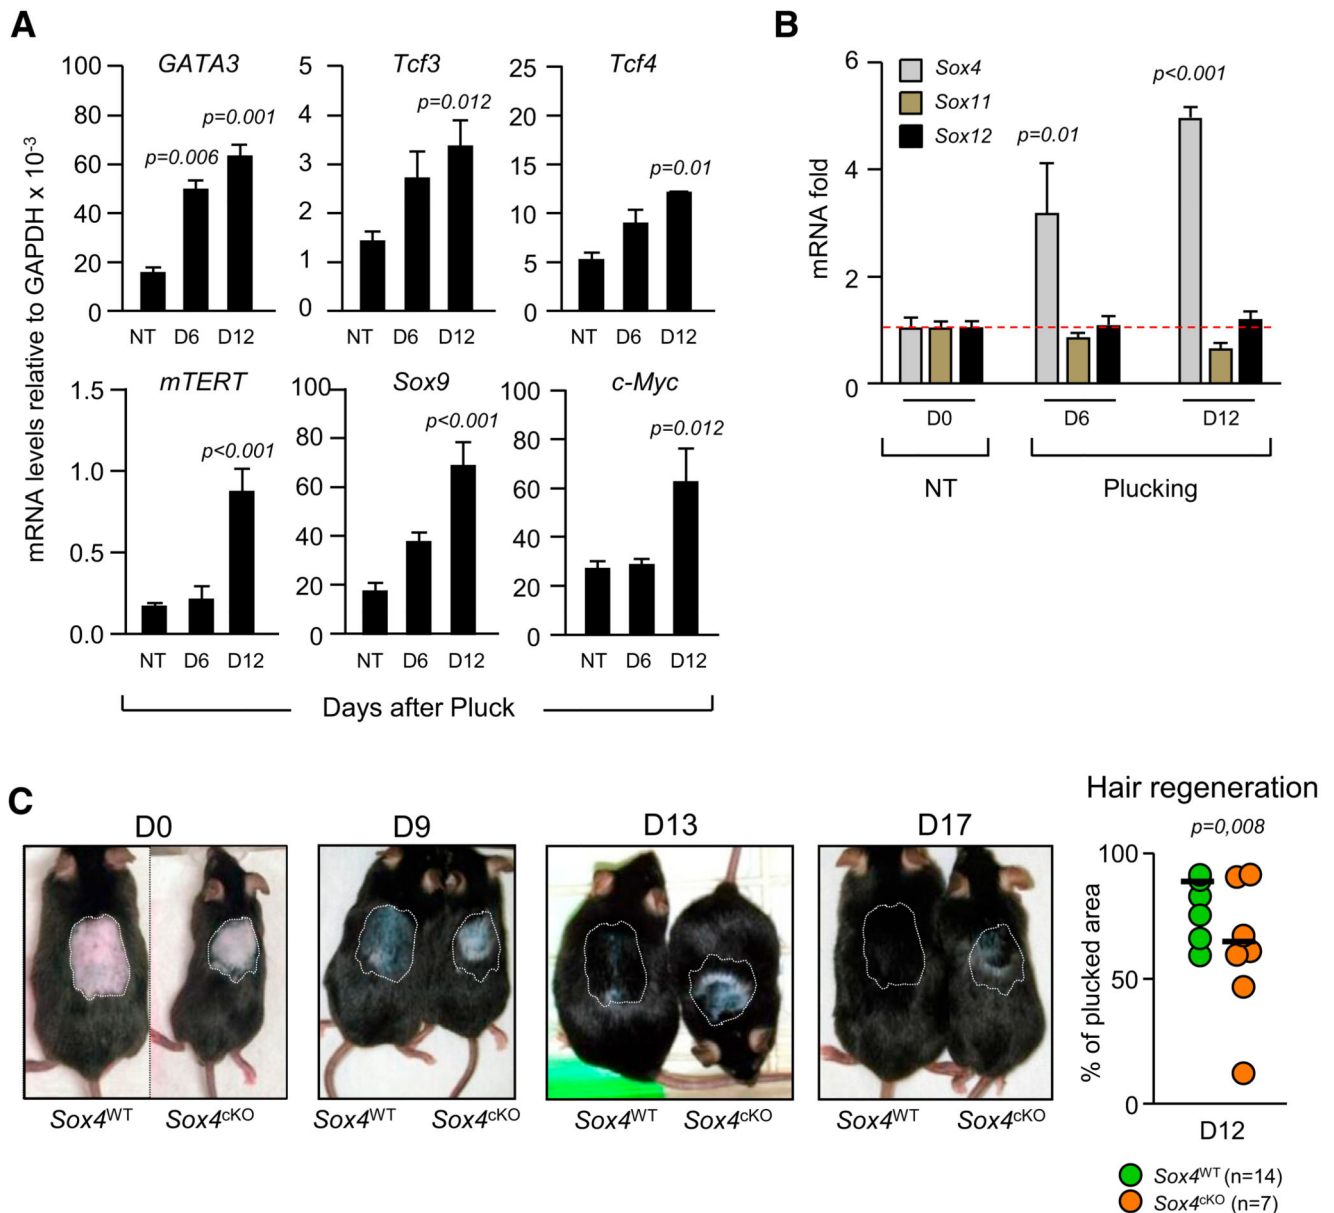 A
mRNA levels relative to GAPDH x 10-3
GATA3
100
80
60
40
20
0
p=0.006
p=0.001
NT D6 D12
Tcf3
5
4
3
2
1
0
p=0.012
NT D6 D12
Tcf4
25
20
15
10
5
0
p=0.01
NT D6 D12
mTERT
1.5
1.0
0.5
0.0
p<0.001
NT D6 D12
Sox9
100
80
60
40
20
0
p<0.001
NT D6 D12
c-Myc
100
80
60
40
20
0
p=0.012
NT D6 D12
Days after Pluck
B
mRNA fold
6
4
2
0
Sox4
Sox11
Sox12
p=0.01
p<0.001
D0 D6 D12
NT Plucking
C
D0 D9 D13 D17
Sox4WT Sox4cKO Sox4WT Sox4cKO Sox4WT Sox4cKO Sox4WT Sox4cKO
Hair regeneration
p=0,008
% of plucked area
100
50
0
D12
Sox4WT (n=14)
Sox4cKO (n=7)